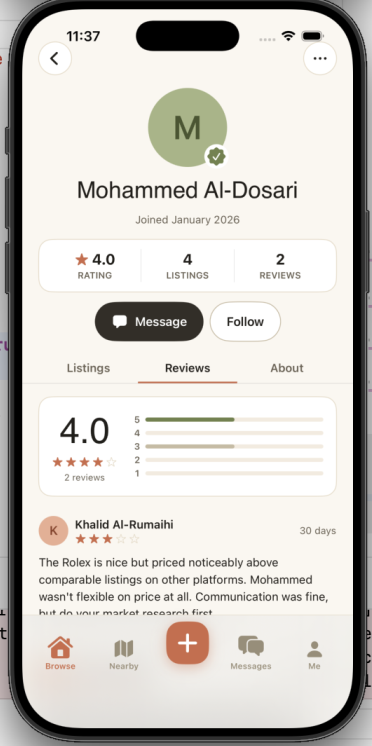 11:37
M
Mohammed Al-Dosari
Joined January 2026
★ 4.0
RATING
4
LISTINGS
2
REVIEWS
Message
Follow
Listings
Reviews
About
4.0
2 reviews
5
4
3
2
1
K
Khalid Al-Rumaihi
30 days
The Rolex is nice but priced noticeably above
comparable listings on other platforms. Mohammed
wasn't flexible on price at all. Communication was fine,
but do your market research first
Browse
Nearby
Messages
Me